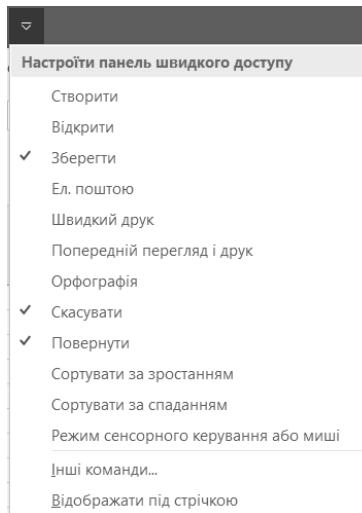 Настроїти панель швидкого доступу
Створити
Відкрити
Зберегти
Ел. поштою
Швидкий друк
Попередній перегляд і друк
Орфографія
Скасувати
Повернути
Сортувати за зростанням
Сортувати за спаданням
Режим сенсорного керування або миші
Інші команди...
Відображати під стрічкою